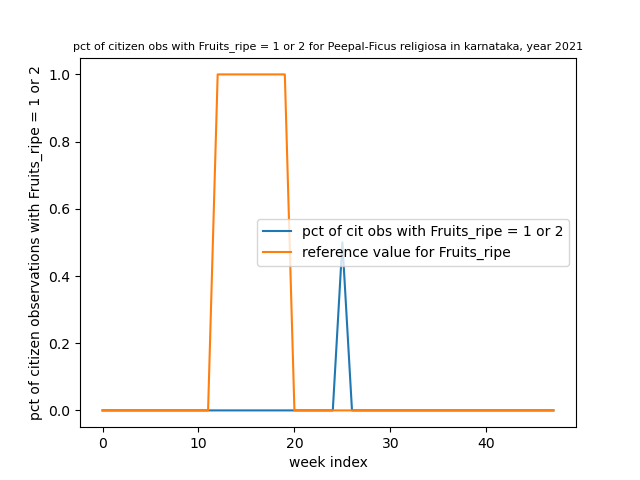 pct of citizen obs with Fruits_ripe = 1 or 2 for Peepal-Ficus religiosa in karnataka, year 2021
pct of citizen observations with Fruits_ripe = 1 or 2
1.0
0.8
0.6
0.4
0.2
0.0
pct of cit obs with Fruits_ripe = 1 or 2
reference value for Fruits_ripe
0 10 20 30 40
week index